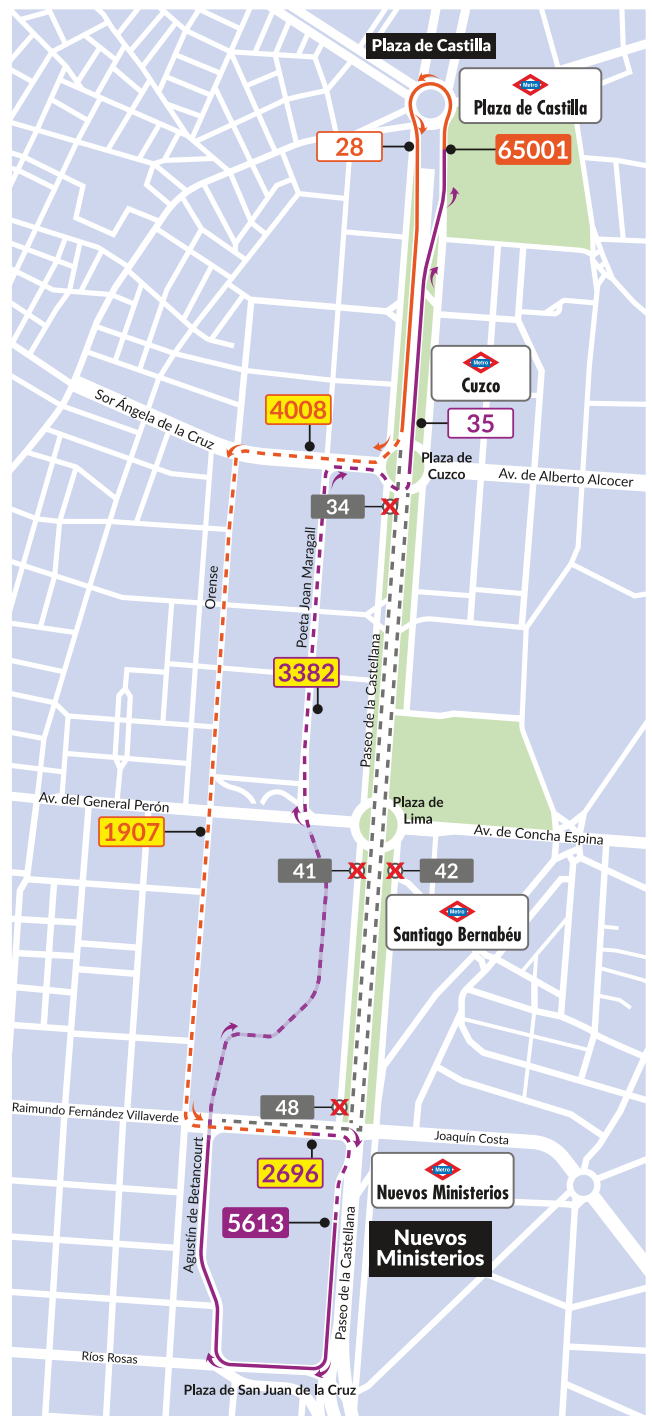 Plaza de Castilla
Metro
Plaza de Castilla
28
65001
Metro
Cuzco
Sor Ángela de la Cruz
4008
35
Plaza de
Cuzco
Av. de Alberto Alcocer
34
Orense
Poeta Joan Maragall
3382
Paseo de la Castellana
Av. del General Perón
Plaza de
Lima
1907
Av. de Concha Espina
41
42
Metro
Santiago Bernabéu
48
Raimundo Fernández Villaverde
Joaquín Costa
2696
Metro
Nuevos Ministerios
Agustín de Betancourt
5613
Nuevos
Ministerios
Paseo de la Castellana
Ríos Rosas
Plaza de San Juan de la Cruz